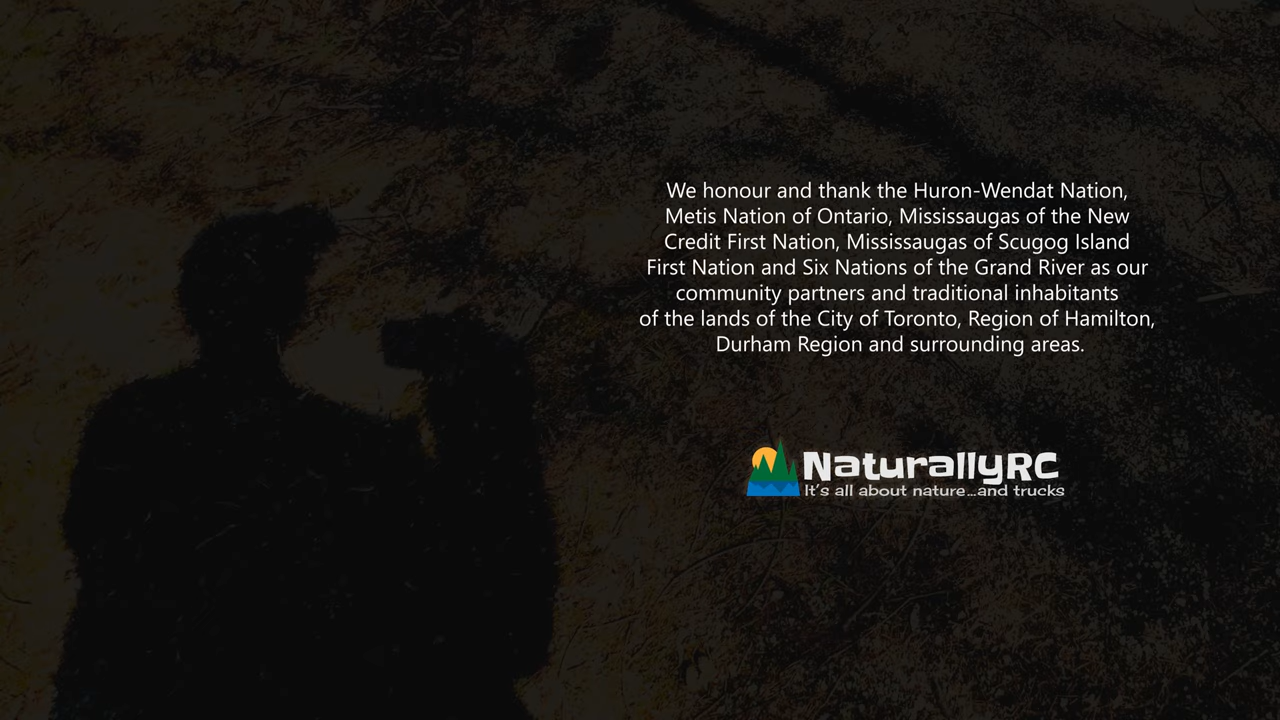 We honour and thank the Huron-Wendat Nation,
Metis Nation of Ontario, Mississaugas of the New
Credit First Nation, Mississaugas of Scugog Island
First Nation and Six Nations of the Grand River as our
community partners and traditional inhabitants
of the lands of the City of Toronto, Region of Hamilton,
Durham Region and surrounding areas.
NaturallyRC
It's all about nature...and trucks